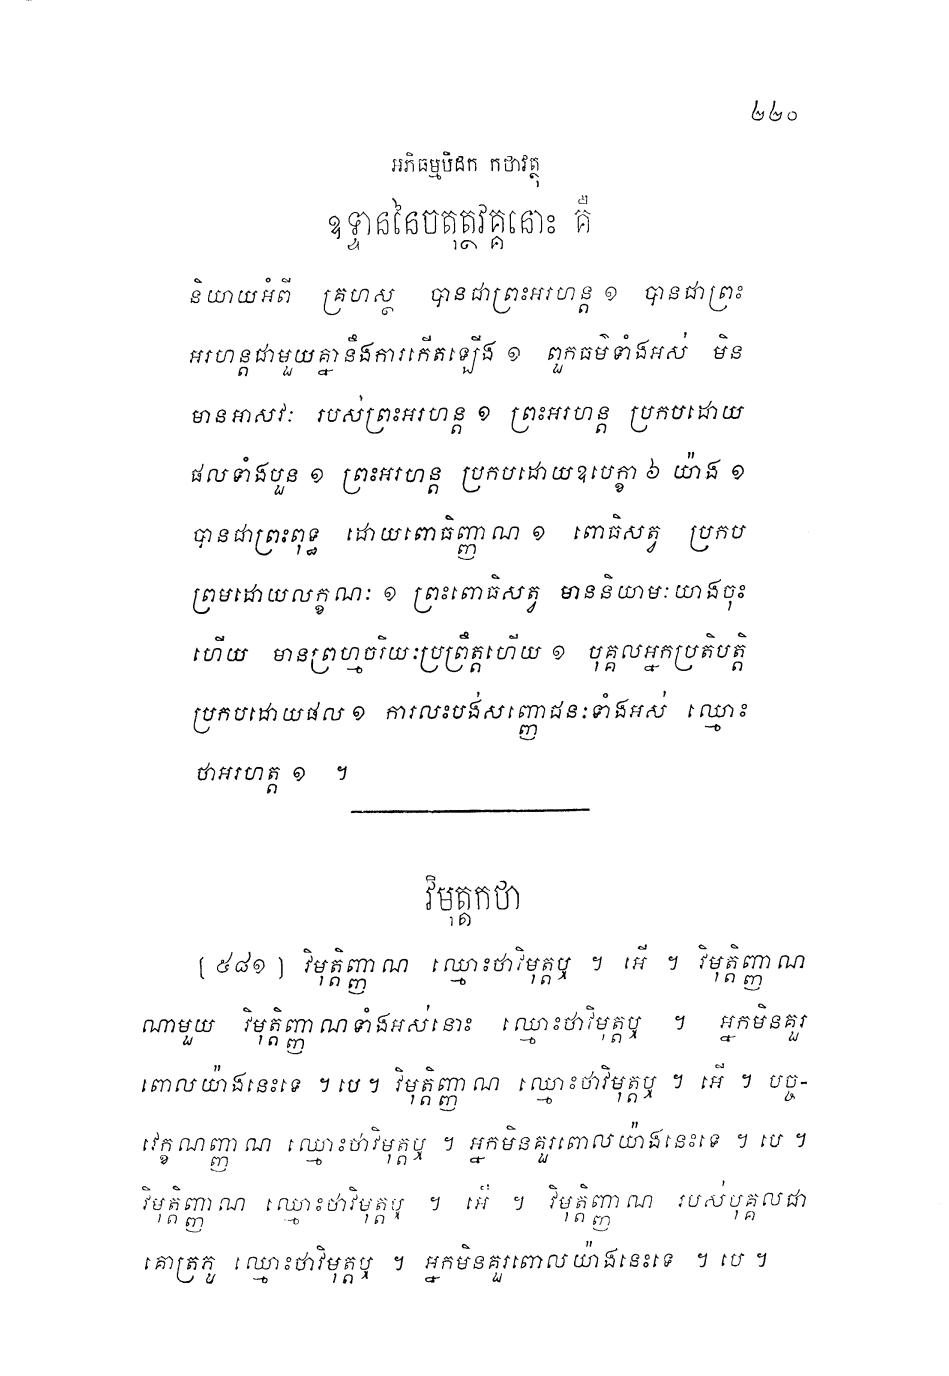 ២២០
អភិធម្មបិដក កថាវត្ថុ
ឧទ្ទាននៃចតុត្ថវគ្គនោះ គឺ
និយាយអំពី គ្រហស្ថ បានជាព្រះអរហន្ត ១ បានជាព្រះ
អរហន្តជាមួយគ្នានឹងការកើតឡើង ១ ពួកធម៌ទាំងអស់ មិន
មានអាសវៈ របស់ព្រះអរហន្ត ១ ព្រះអរហន្ត ប្រកបដោយ
ផលទាំងបួន ១ ព្រះអរហន្ត ប្រកបដោយឧបេក្ខា ៦ យ៉ាង ១
បានជាព្រះពុទ្ធ ដោយពោធិញ្ញាណ ១ ពោធិសត្វ ប្រកប
ព្រមដោយលក្ខណៈ ១ ព្រះពោធិសត្វ មាននិយាមៈយាងចុះ
ហើយ មានព្រហ្មចរិយៈប្រព្រឹត្តហើយ ១ បុគ្គលអ្នកប្រតិបត្តិ
ប្រកបដោយផល ១ ការលះបង់សញ្ញោជនៈទាំងអស់ ឈ្មោះ
ថាអរហត្ត ១ ។
វិមុត្តកថា
[៥៨១] វិមុត្តិញ្ញាណ ឈ្មោះថាវិមុត្តឬ ។ អើ ។ វិមុត្តិញ្ញាណ
ណាមួយ វិមុត្តិញ្ញាណទាំងអស់នោះ ឈ្មោះថាវិមុត្តឬ ។ អ្នកមិនគួរ
ពោលយ៉ាងនេះទេ ។ បេ ។ វិមុត្តិញ្ញាណ ឈ្មោះថាវិមុត្តឬ ។ អើ ។ បច្ច-
វេក្ខណញ្ញាណ ឈ្មោះថាវិមុត្តឬ ។ អ្នកមិនគួរពោលយ៉ាងនេះទេ ។ បេ ។
វិមុត្តិញ្ញាណ ឈ្មោះថាវិមុត្តឬ ។ អើ ។ វិមុត្តិញ្ញាណ របស់បុគ្គលជា
គោត្រភូ ឈ្មោះថាវិមុត្តឬ ។ អ្នកមិនគួរពោលយ៉ាងនេះទេ ។ បេ ។